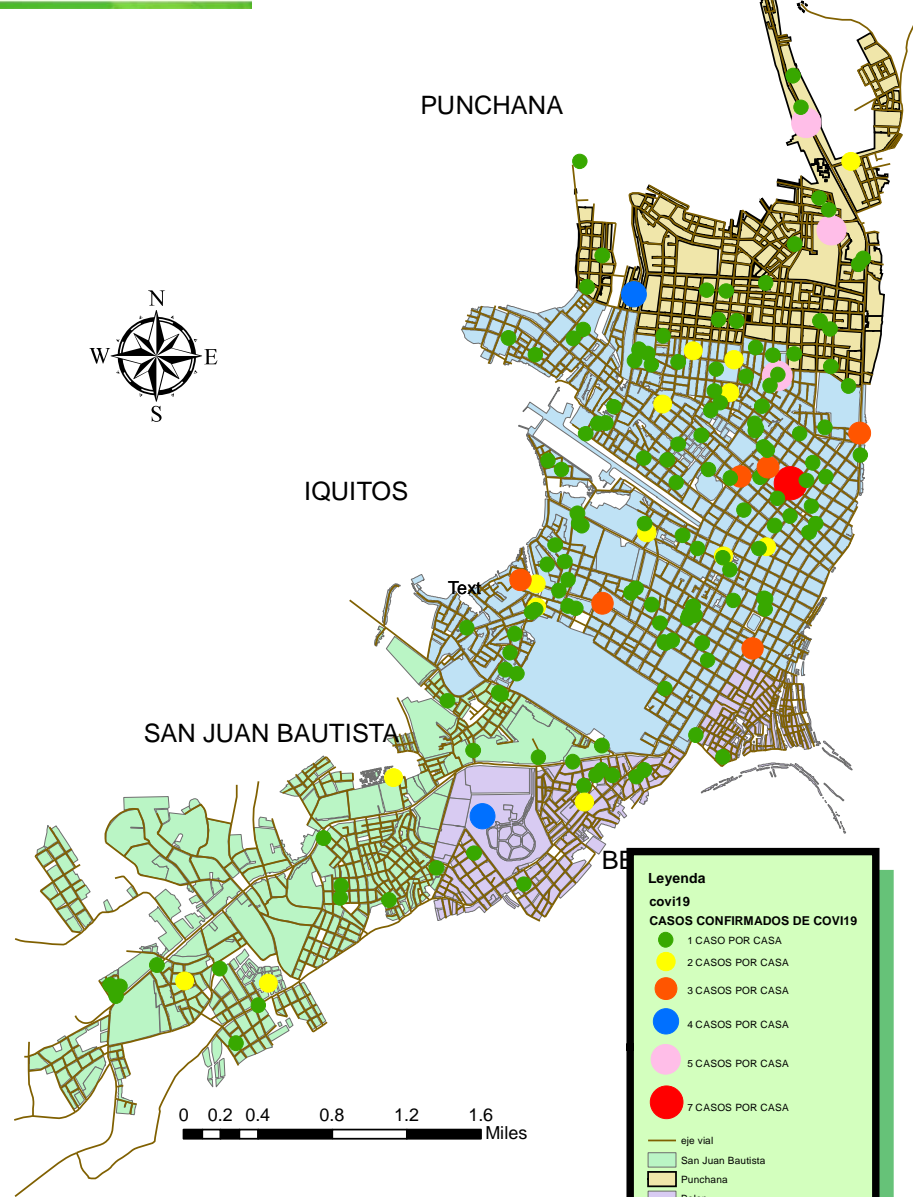 PUNCHANA
N
W E
S
IQUITOS
Text
SAN JUAN BAUTISTA
BE
0 0.2 0.4 0.8 1.2 1.6
Miles
Leyenda
covi19
CASOS CONFIRMADOS DE COVI19
1 CASO POR CASA
2 CASOS POR CASA
3 CASOS POR CASA
4 CASOS POR CASA
5 CASOS POR CASA
7 CASOS POR CASA
eje vial
San Juan Bautista
Punchana